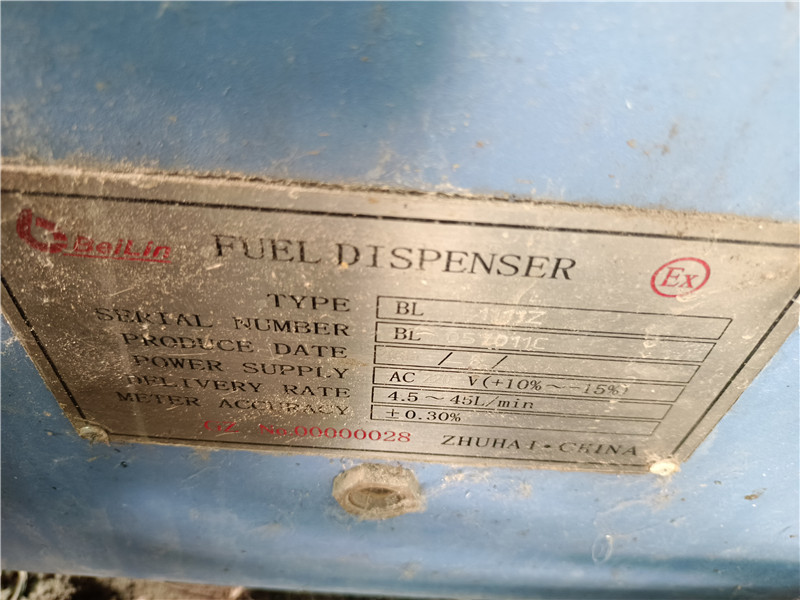 BeiLin FUEL DISPENSER Ex
TYPE BL
SERIAL NUMBER BL
PRODUCE DATE / /
POWER SUPPLY AC V(+10%~-15%)
DELIVERY RATE 4.5~45L/min
METER ACCURACY ±0.30%
No.00000028 ZHUHAI·CHINA